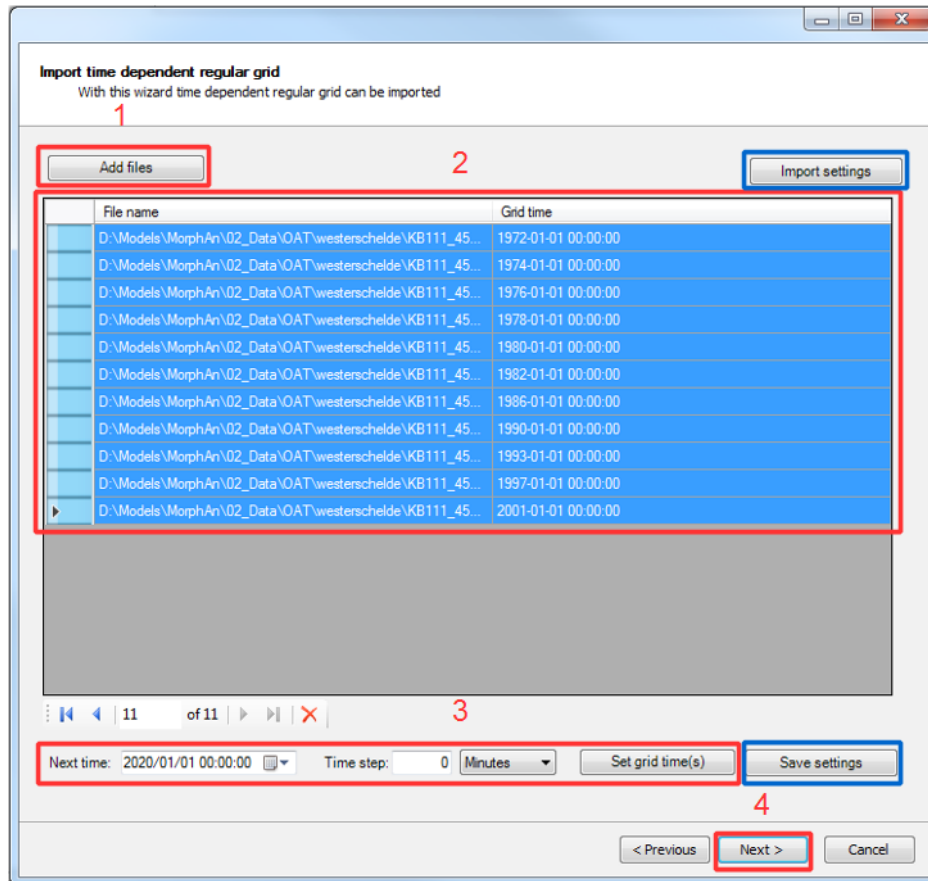 Import time dependent regular grid
With this wizard time dependent regular grid can be imported
1
Add files
2
Import settings
File name Grid time
D:\Models\MorphAn\02_Data\OAT\westerschelde\KB111_45... 1972-01-01 00:00:00
D:\Models\MorphAn\02_Data\OAT\westerschelde\KB111_45... 1974-01-01 00:00:00
D:\Models\MorphAn\02_Data\OAT\westerschelde\KB111_45... 1976-01-01 00:00:00
D:\Models\MorphAn\02_Data\OAT\westerschelde\KB111_45... 1978-01-01 00:00:00
D:\Models\MorphAn\02_Data\OAT\westerschelde\KB111_45... 1980-01-01 00:00:00
D:\Models\MorphAn\02_Data\OAT\westerschelde\KB111_45... 1982-01-01 00:00:00
D:\Models\MorphAn\02_Data\OAT\westerschelde\KB111_45... 1986-01-01 00:00:00
D:\Models\MorphAn\02_Data\OAT\westerschelde\KB111_45... 1990-01-01 00:00:00
D:\Models\MorphAn\02_Data\OAT\westerschelde\KB111_45... 1993-01-01 00:00:00
D:\Models\MorphAn\02_Data\OAT\westerschelde\KB111_45... 1997-01-01 00:00:00
D:\Models\MorphAn\02_Data\OAT\westerschelde\KB111_45... 2001-01-01 00:00:00
11 of 11
3
Next time: 2020/01/01 00:00:00 Time step: 0 Minutes Set grid time(s) Save settings
4
< Previous Next > Cancel